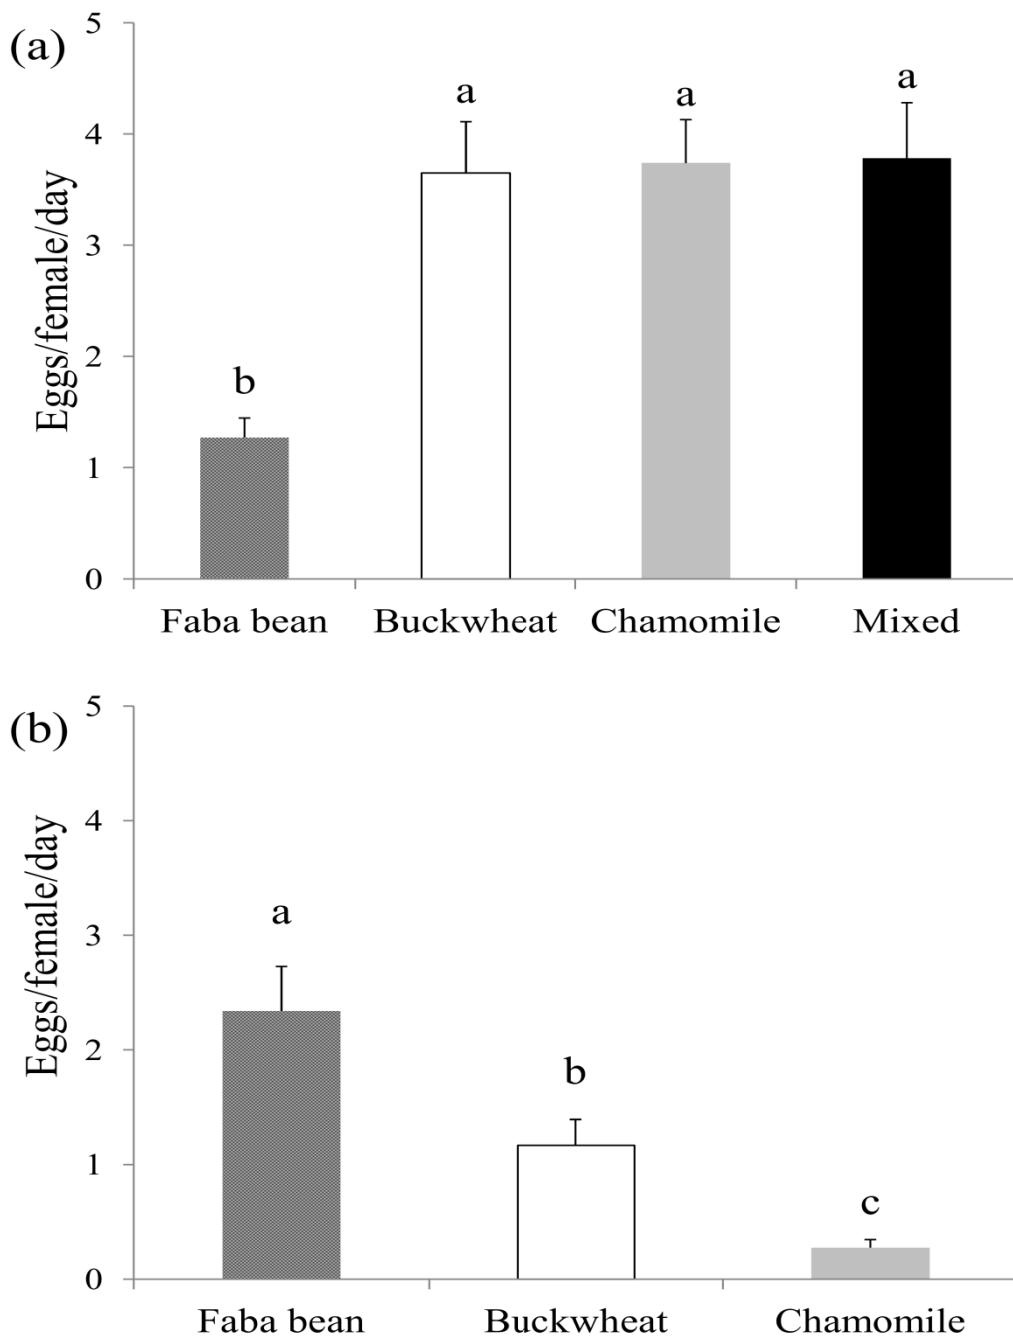 (a)
Eggs/female/day
5
4
3
2
1
0
b
a
a
a
Faba bean Buckwheat Chamomile Mixed
(b)
Eggs/female/day
5
4
3
2
1
0
a
b
c
Faba bean Buckwheat Chamomile